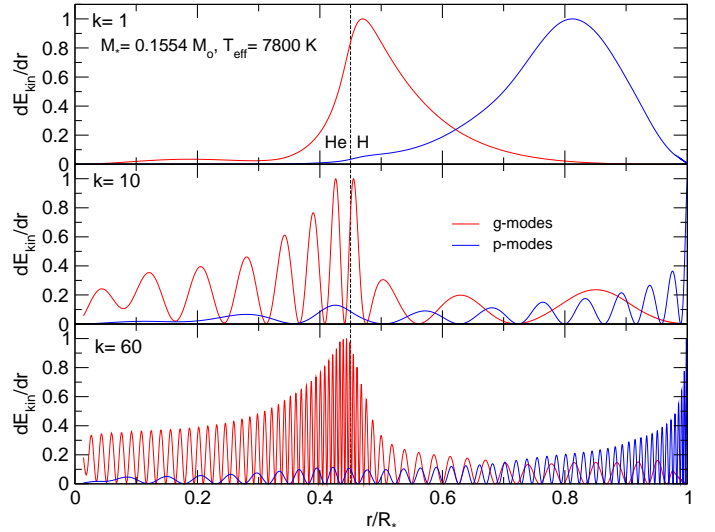 k= 1
M*= 0.1554 Mo, Teff= 7800 K
dEkin/dr
1
0.8
0.6
0.4
0.2
0
He H
k= 10
dEkin/dr
1
0.8
0.6
0.4
0.2
0
g-modes
p-modes
k= 60
dEkin/dr
1
0.8
0.6
0.4
0.2
0
0 0.2 0.4 0.6 0.8 1
r/R*